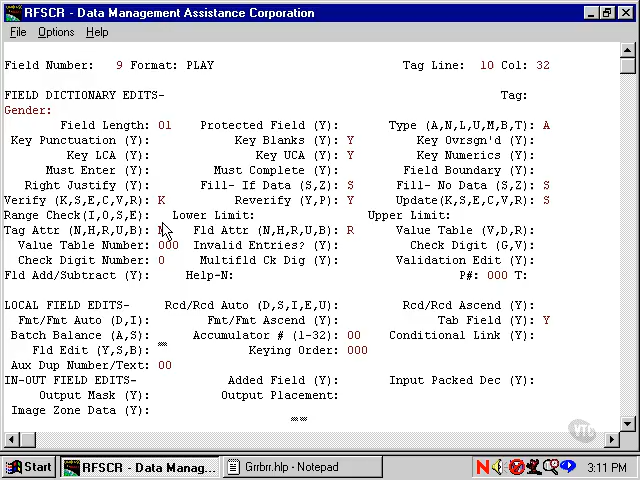 RFSCR - Data Management Assistance Corporation
File Options Help
Field Number: 9 Format: PLAY Tag Line: 10 Col: 32
FIELD DICTIONARY EDITS- Tag:
Gender:
Field Length: 01 Protected Field (Y): Type (A,N,L,U,M,B,T): A
Key Punctuation (Y): Key Blanks (Y): Y Key Ovrsgn'd (Y):
Key LCA (Y): Key UCA (Y): Y Key Numerics (Y):
Must Enter (Y): Must Complete (Y): Field Boundary (Y):
Right Justify (Y): Fill- If Data (S,Z): S Fill- No Data (S,Z): S
Verify (K,S,E,C,V,R): K Reverify (Y,P): Y Update(K,S,E,C,V,R): S
Range Check(I,O,S,E): Lower Limit: Upper Limit:
Tag Attr (N,H,R,U,B): N Fld Attr (N,H,R,U,B): R Value Table (V,D,R):
Value Table Number: 000 Invalid Entries? (Y): Check Digit (G,V):
Check Digit Number: 0 Multifld Ck Dig (Y): Validation Edit (Y):
Fld Add/Subtract (Y): Help-N: P#: 000 T:
LOCAL FIELD EDITS- Rcd/Rcd Auto (D,S,I,E,U): Rcd/Rcd Ascend (Y):
Fmt/Fmt Auto (D,I): Fmt/Fmt Ascend (Y): Tab Field (Y): Y
Batch Balance (A,S): Accumulator # (1-32): 00 Conditional Link (Y):
Fld Edit (Y,S,B): Keying Order: 000
Aux Dup Number/Text: 00
IN-OUT FIELD EDITS- Added Field (Y): Input Packed Dec (Y):
Output Mask (Y): Output Placement:
Image Zone Data (Y):
VTC
Start RFSCR - Data Manag... Grrbrr.hlp - Notepad 3:11 PM